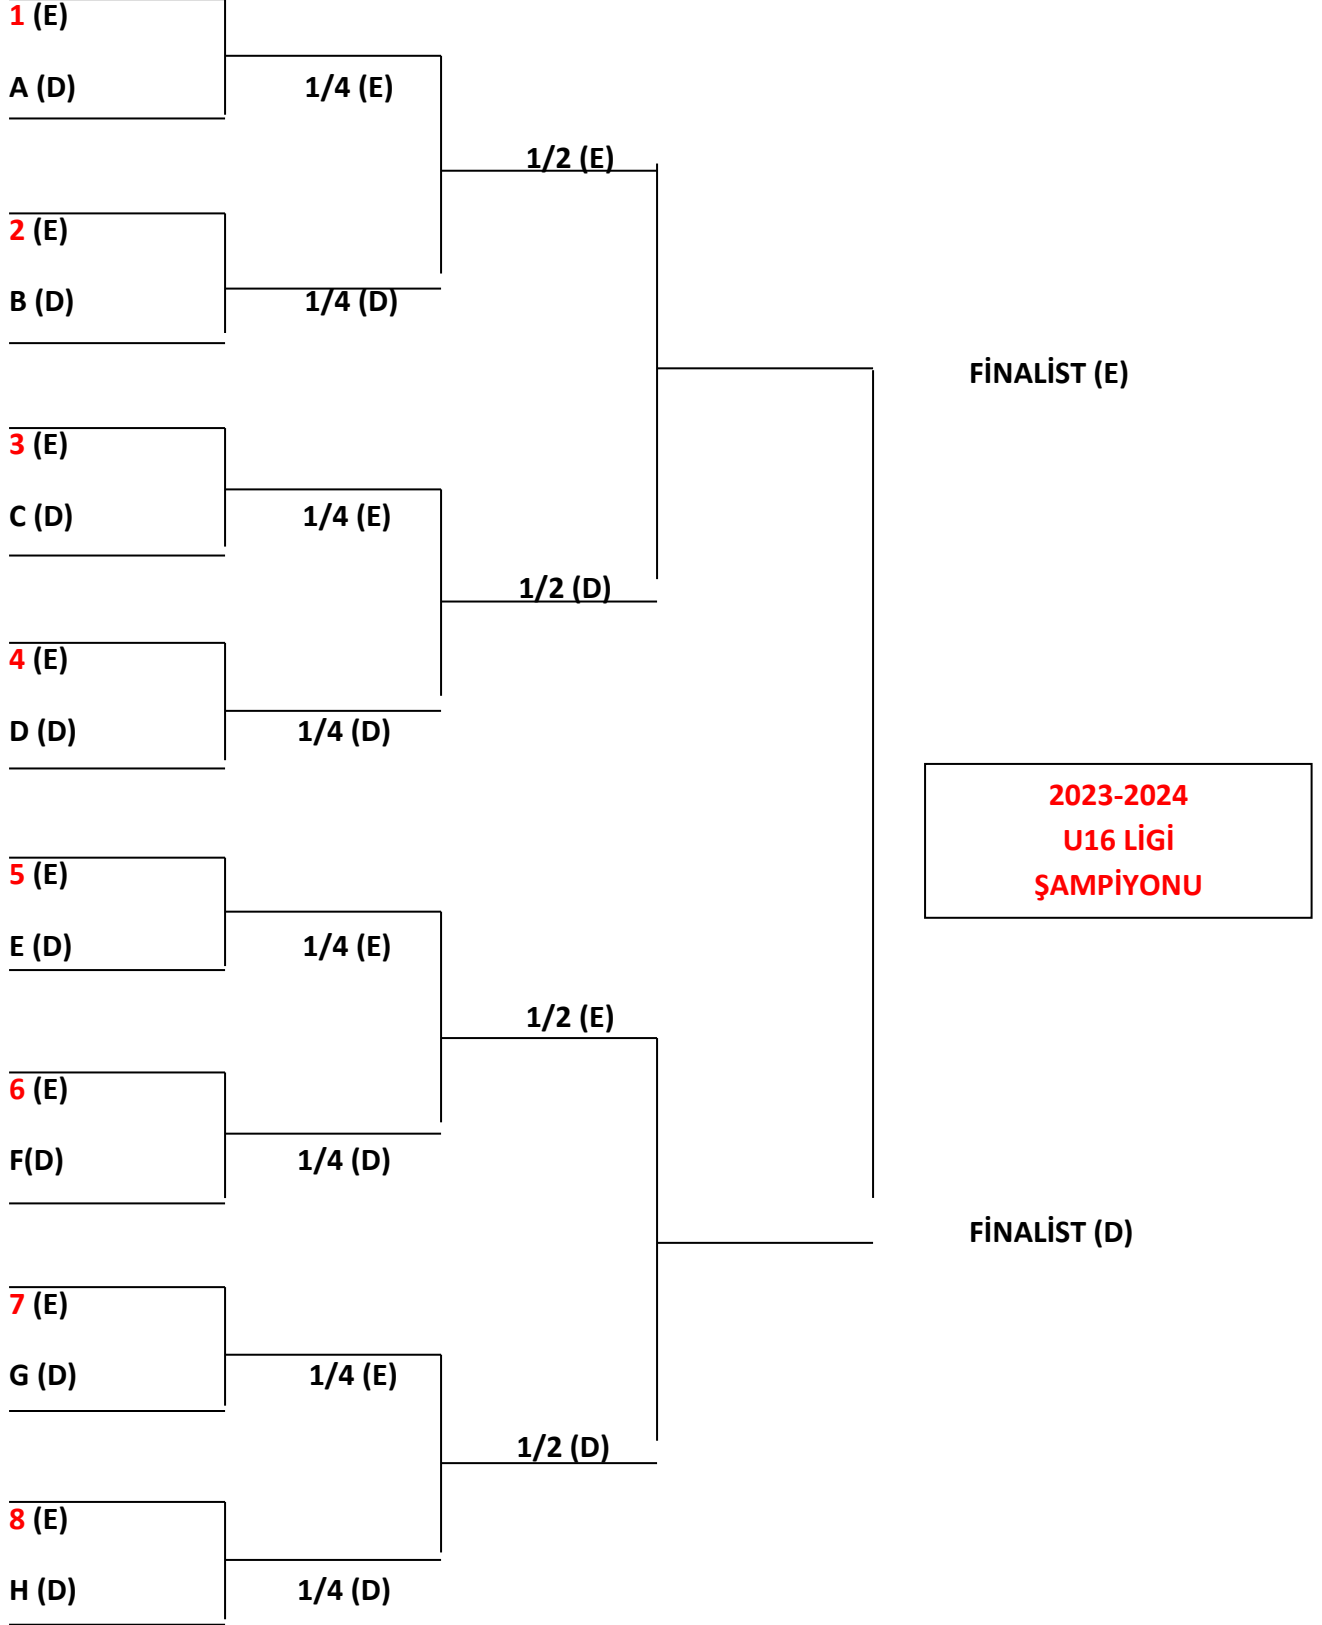 1 (E)
A (D)
1/4 (E)
1/2 (E)
2 (E)
B (D)
1/4 (D)
FİNALİST (E)
3 (E)
C (D)
1/4 (E)
1/2 (D)
4 (E)
D (D)
1/4 (D)
2023-2024
U16 LİGİ
ŞAMPİYONU
5 (E)
E (D)
1/4 (E)
1/2 (E)
6 (E)
F(D)
1/4 (D)
FİNALİST (D)
7 (E)
G (D)
1/4 (E)
1/2 (D)
8 (E)
H (D)
1/4 (D)